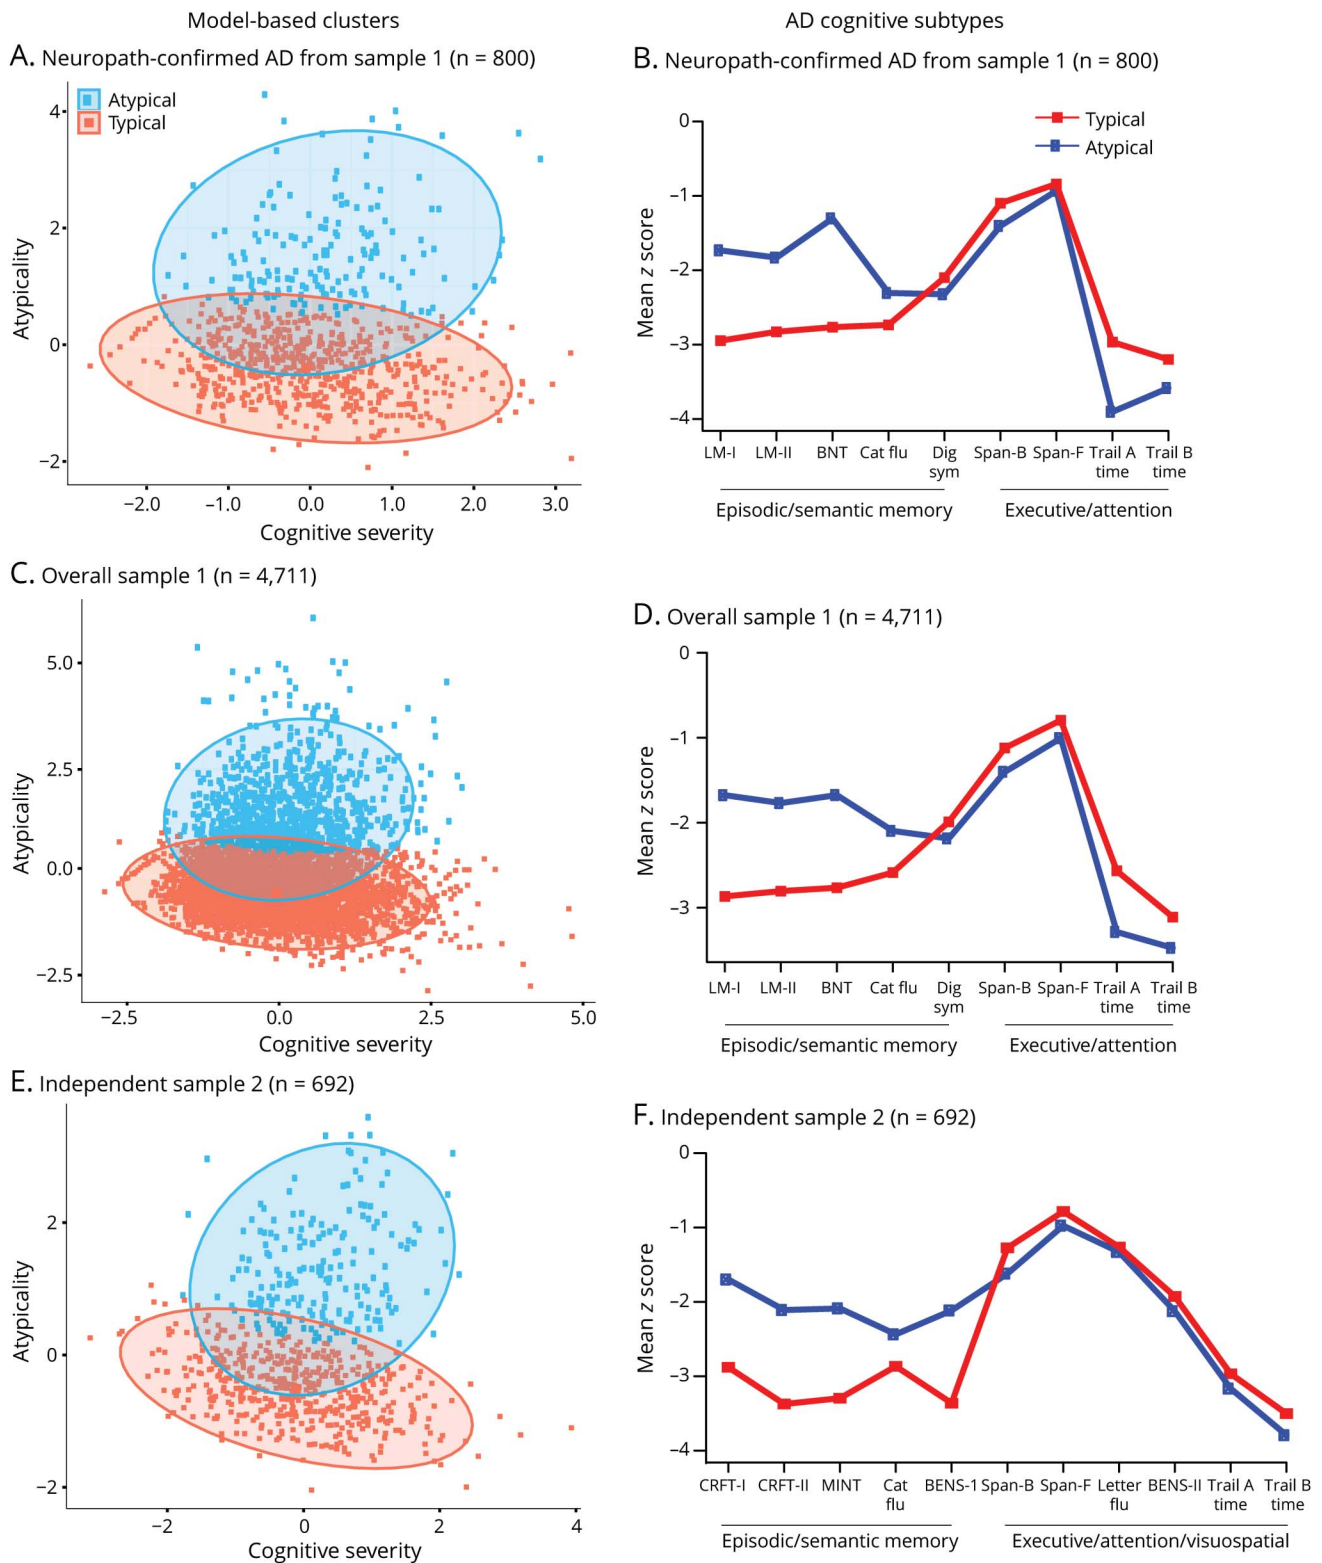 Model-based clusters
AD cognitive subtypes
A. Neuropath-confirmed AD from sample 1 (n = 800)
Atypical
Typical
4
2
0
−2
Atypicality
−2.0 −1.0 0.0 1.0 2.0 3.0
Cognitive severity
B. Neuropath-confirmed AD from sample 1 (n = 800)
Typical
Atypical
0
−1
−2
−3
−4
Mean z score
LM-I LM-II BNT Cat flu Dig sym Span-B Span-F Trail A time Trail B time
Episodic/semantic memory Executive/attention
C. Overall sample 1 (n = 4,711)
5.0
2.5
0.0
−2.5
Atypicality
−2.5 0.0 2.5 5.0
Cognitive severity
D. Overall sample 1 (n = 4,711)
0
−1
−2
−3
Mean z score
LM-I LM-II BNT Cat flu Dig sym Span-B Span-F Trail A time Trail B time
Episodic/semantic memory Executive/attention
E. Independent sample 2 (n = 692)
2
0
−2
Atypicality
−2 0 2 4
Cognitive severity
F. Independent sample 2 (n = 692)
0
−1
−2
−3
−4
Mean z score
CRFT-I CRFT-II MINT Cat flu BENS-1 Span-B Span-F Letter flu BENS-II Trail A time Trail B time
Episodic/semantic memory Executive/attention/visuospatial